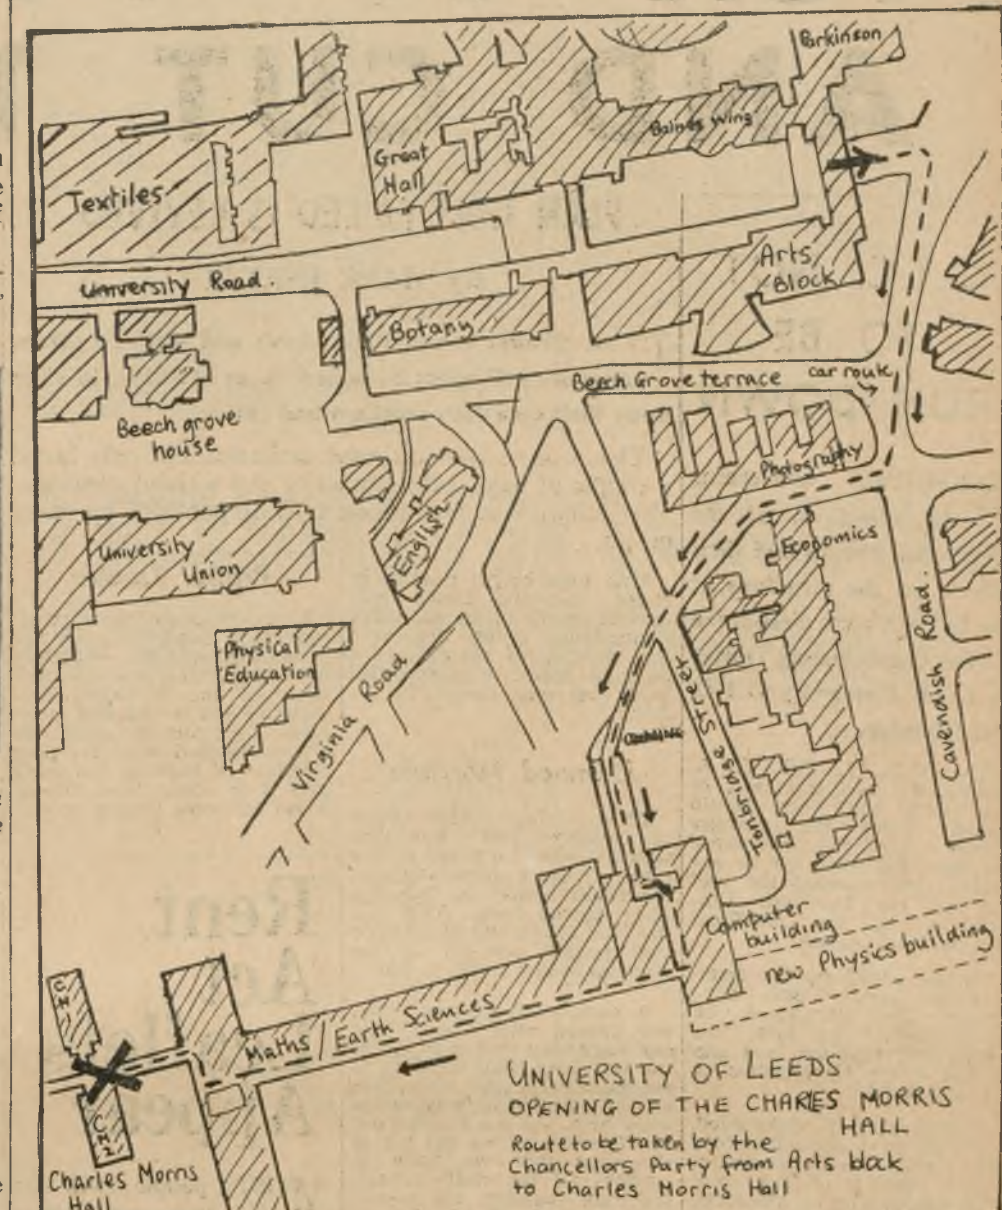 Parkinson
Baines Wing
Great
Hall
Textiles
Arts
Block
University Road.
Botany
Beech Grove terrace
car route
Beech grove
house
Photography
English
Economics
University
Union
Physical
Education
Virginia Road
Tonbridge Street
Cavendish Road.
Computer
building
new Physics building
Maths / Earth Sciences
CM1
CM2
Charles Morris
Hall
UNIVERSITY OF LEEDS
OPENING OF THE CHARLES MORRIS
HALL
Route to be taken by the
Chancellors Party from Arts block
to Charles Morris Hall